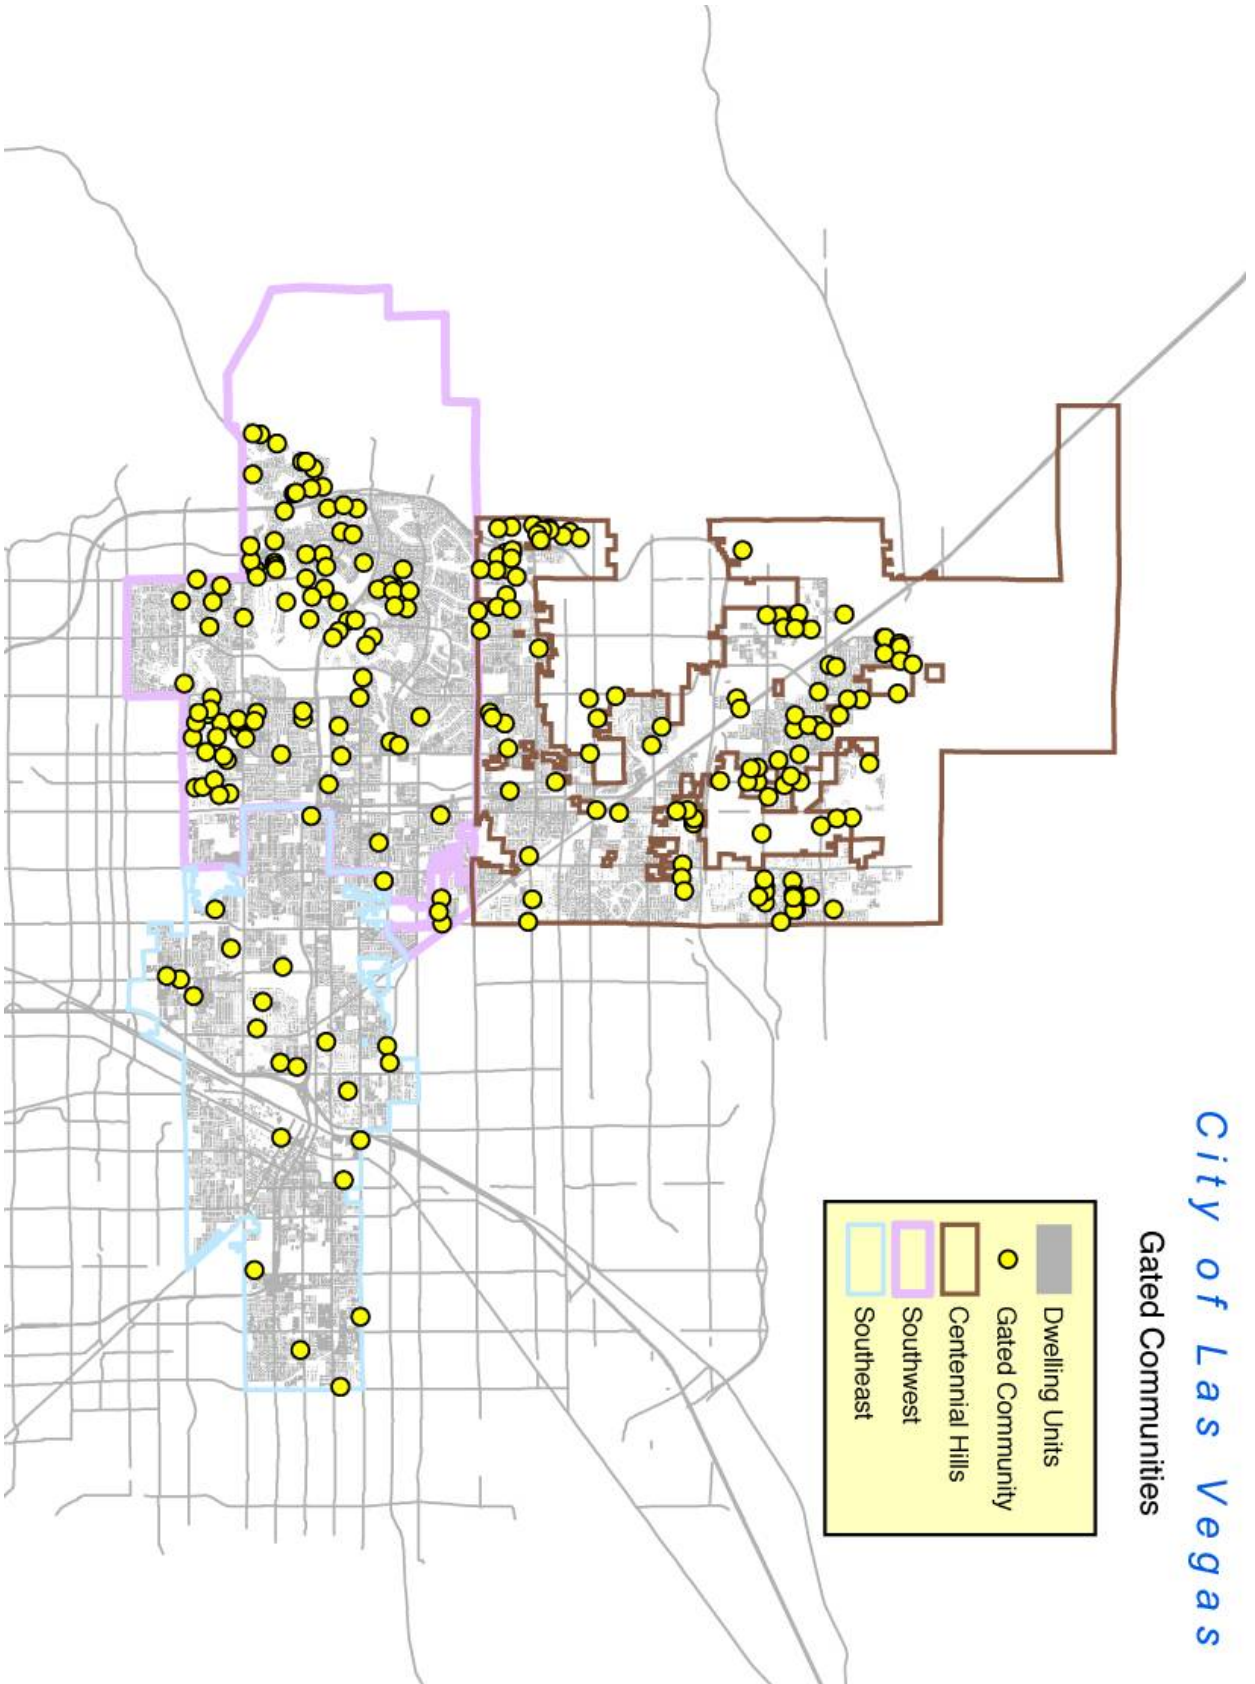 City of Las Vegas
Gated Communities
Dwelling Units
Gated Community
Centennial Hills
Southwest
Southeast